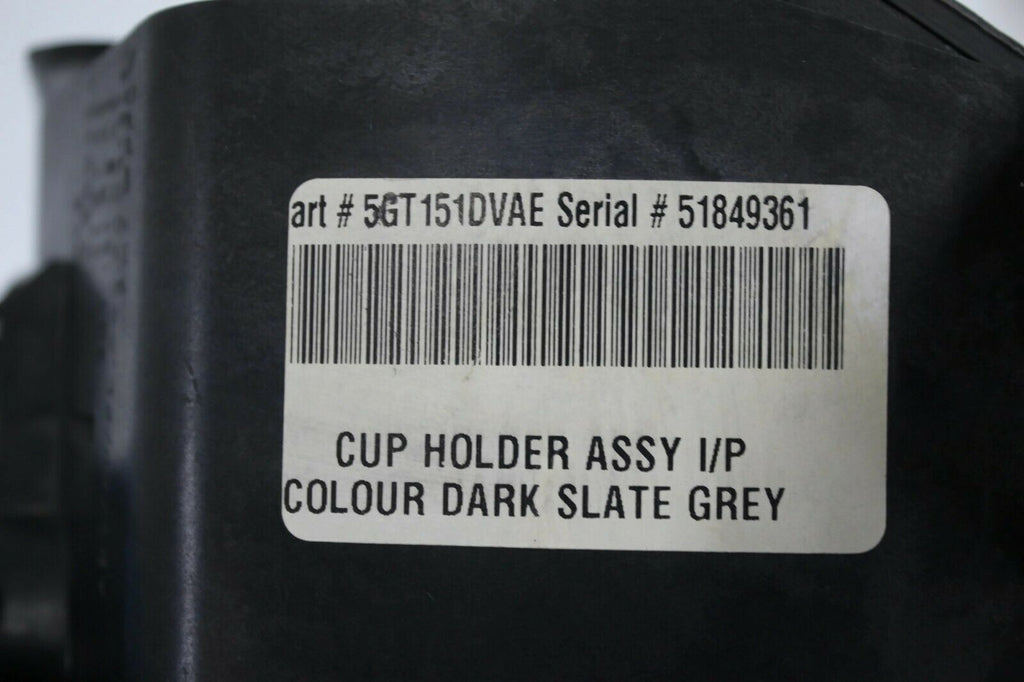 art # 5GT151DVAE Serial # 51849361
CUP HOLDER ASSY I/P
COLOUR DARK SLATE GREY